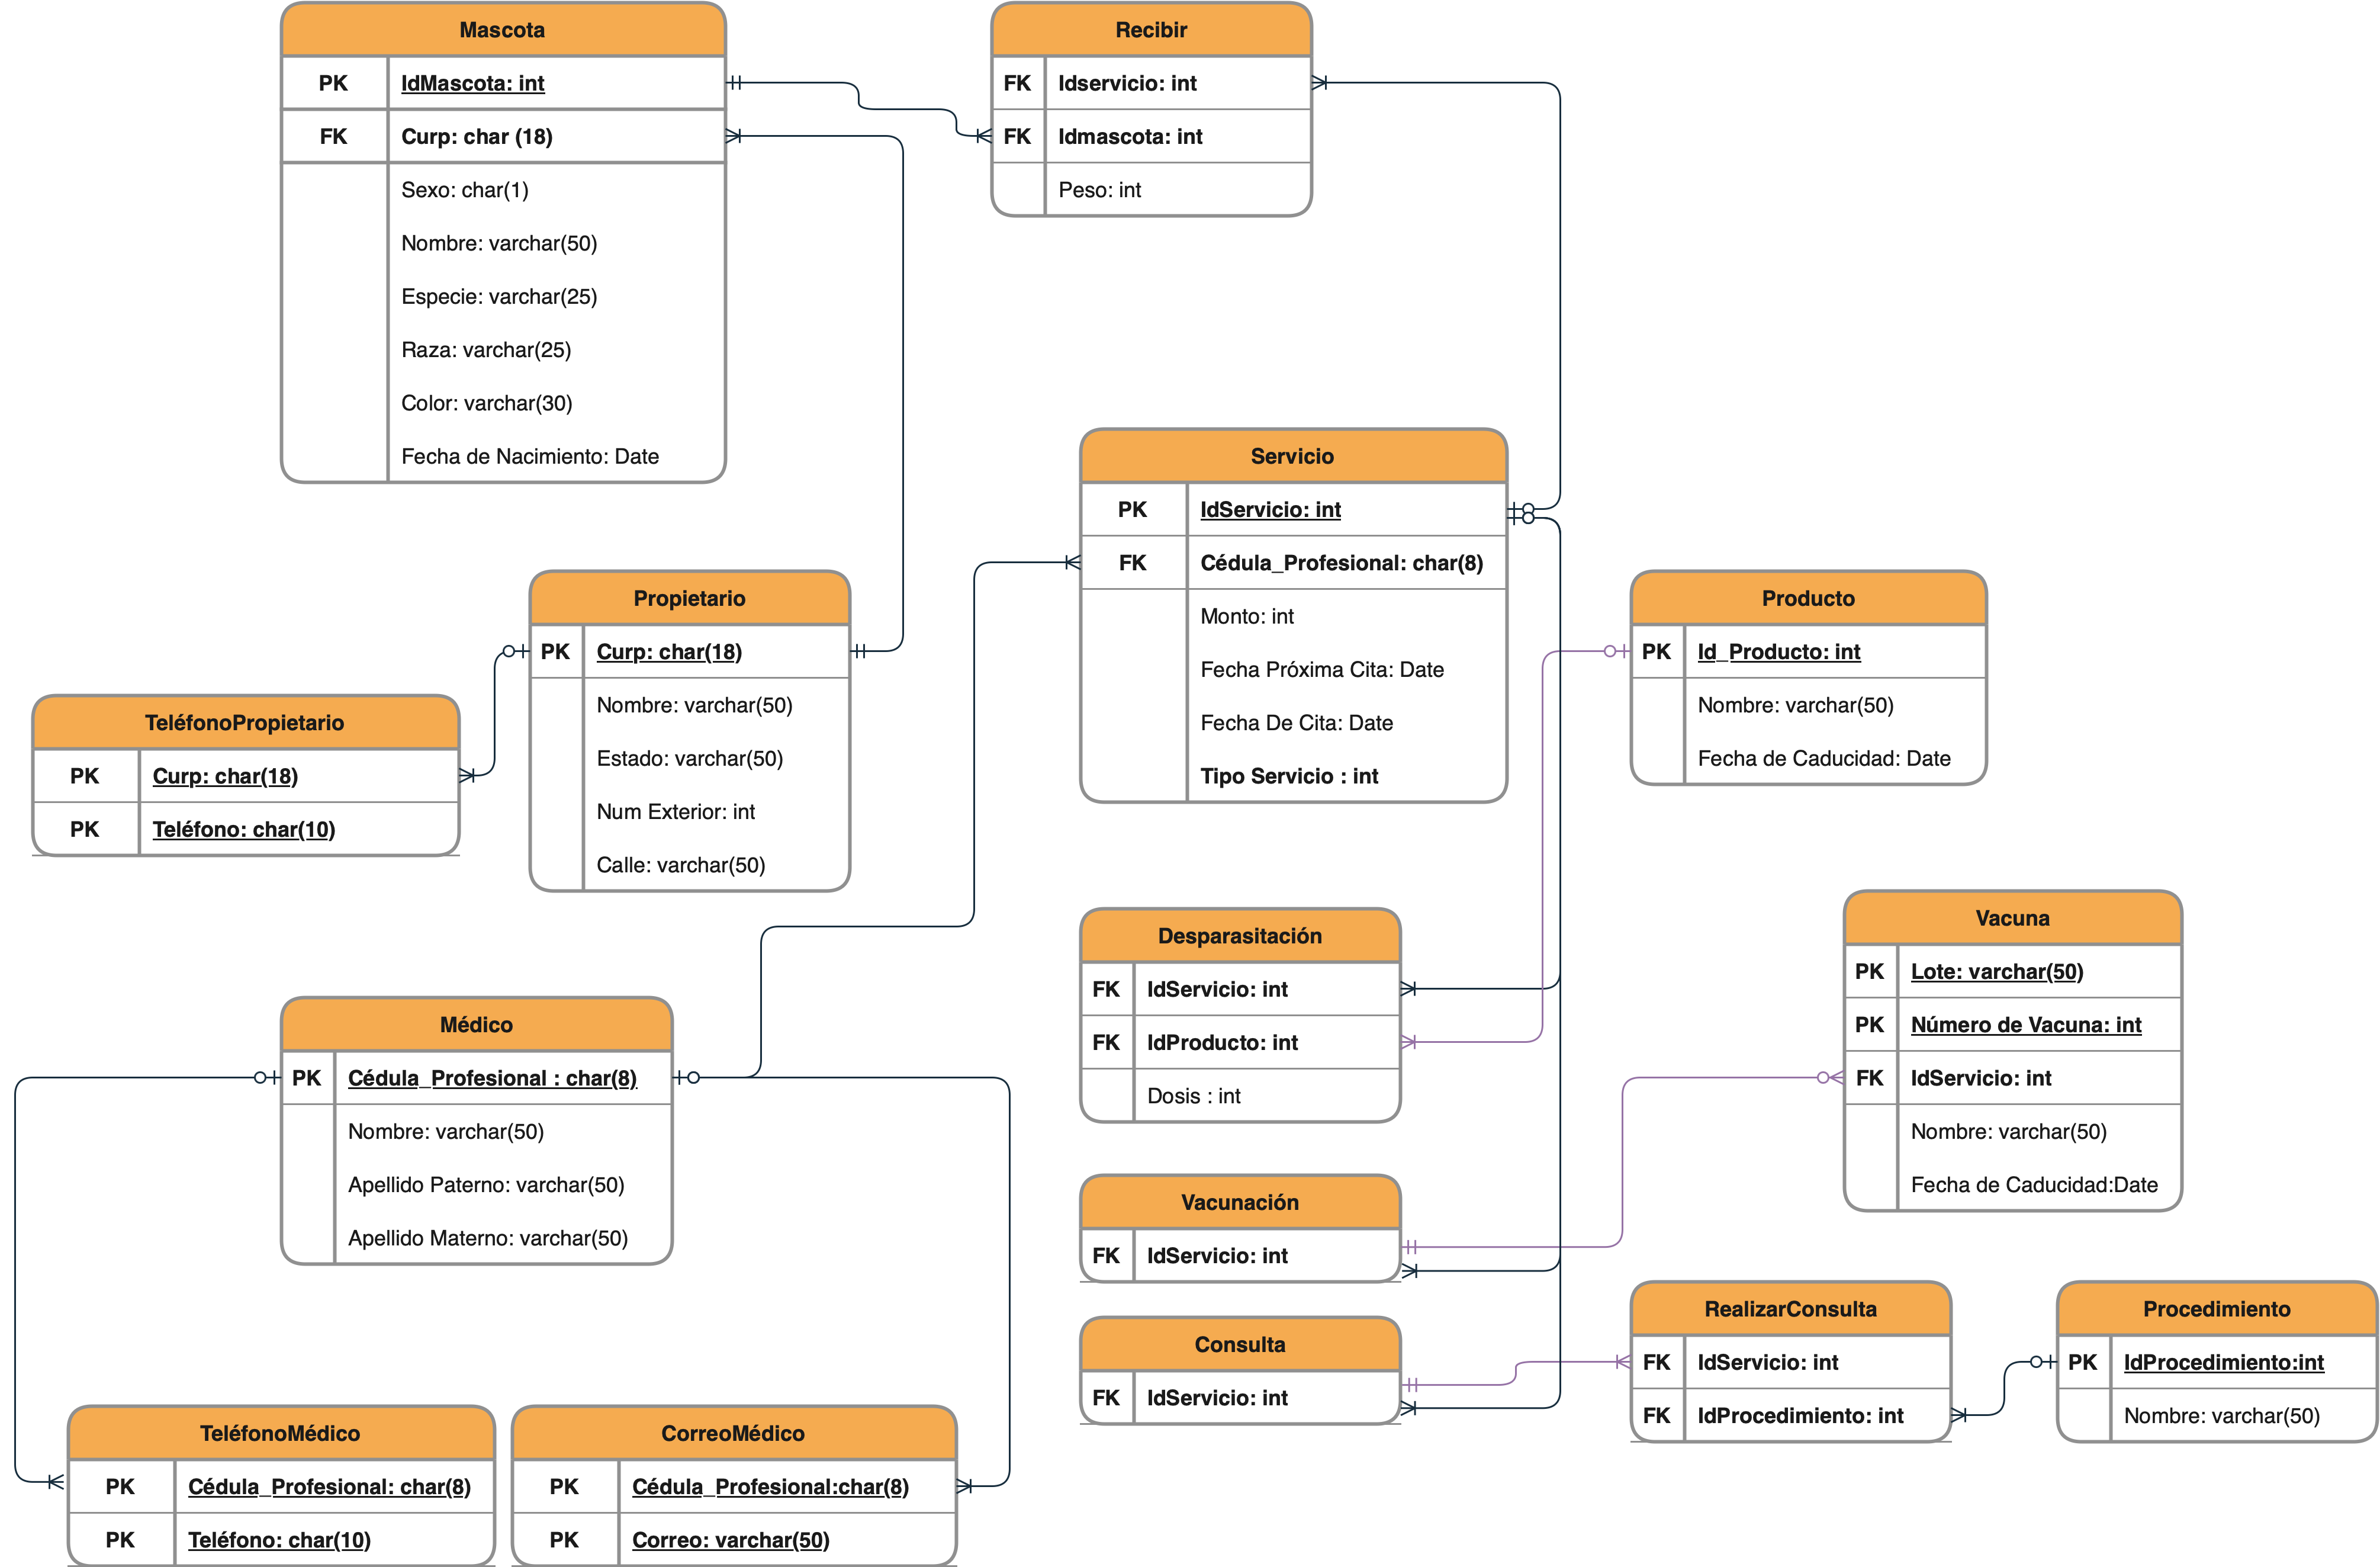 Mascota
PK IdMascota: int
FK Curp: char (18)
Sexo: char(1)
Nombre: varchar(50)
Especie: varchar(25)
Raza: varchar(25)
Color: varchar(30)
Fecha de Nacimiento: Date
Recibir
FK Idservicio: int
FK Idmascota: int
Peso: int
Servicio
PK IdServicio: int
FK Cédula_Profesional: char(8)
Monto: int
Fecha Próxima Cita: Date
Fecha De Cita: Date
Tipo Servicio : int
Propietario
PK Curp: char(18)
Nombre: varchar(50)
Estado: varchar(50)
Num Exterior: int
Calle: varchar(50)
Producto
PK Id_Producto: int
Nombre: varchar(50)
Fecha de Caducidad: Date
TeléfonoPropietario
PK Curp: char(18)
PK Teléfono: char(10)
Desparasitación
FK IdServicio: int
FK IdProducto: int
Dosis : int
Vacuna
PK Lote: varchar(50)
PK Número de Vacuna: int
FK IdServicio: int
Nombre: varchar(50)
Fecha de Caducidad:Date
Médico
PK Cédula_Profesional : char(8)
Nombre: varchar(50)
Apellido Paterno: varchar(50)
Apellido Materno: varchar(50)
Vacunación
FK IdServicio: int
Consulta
FK IdServicio: int
RealizarConsulta
FK IdServicio: int
FK IdProcedimiento: int
Procedimiento
PK IdProcedimiento:int
Nombre: varchar(50)
TeléfonoMédico
PK Cédula_Profesional: char(8)
PK Teléfono: char(10)
CorreoMédico
PK Cédula_Profesional:char(8)
PK Correo: varchar(50)